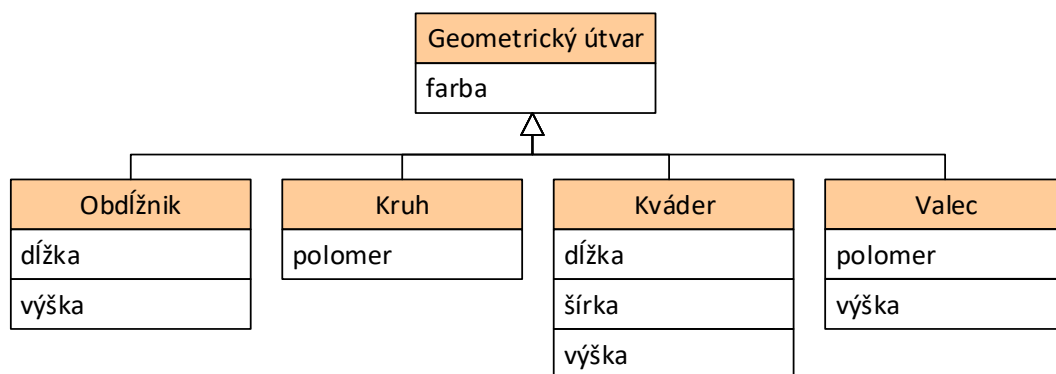 Geometrický útvar
farba
Obdĺžnik
dĺžka
výška
Kruh
polomer
Kváder
dĺžka
šírka
výška
Valec
polomer
výška